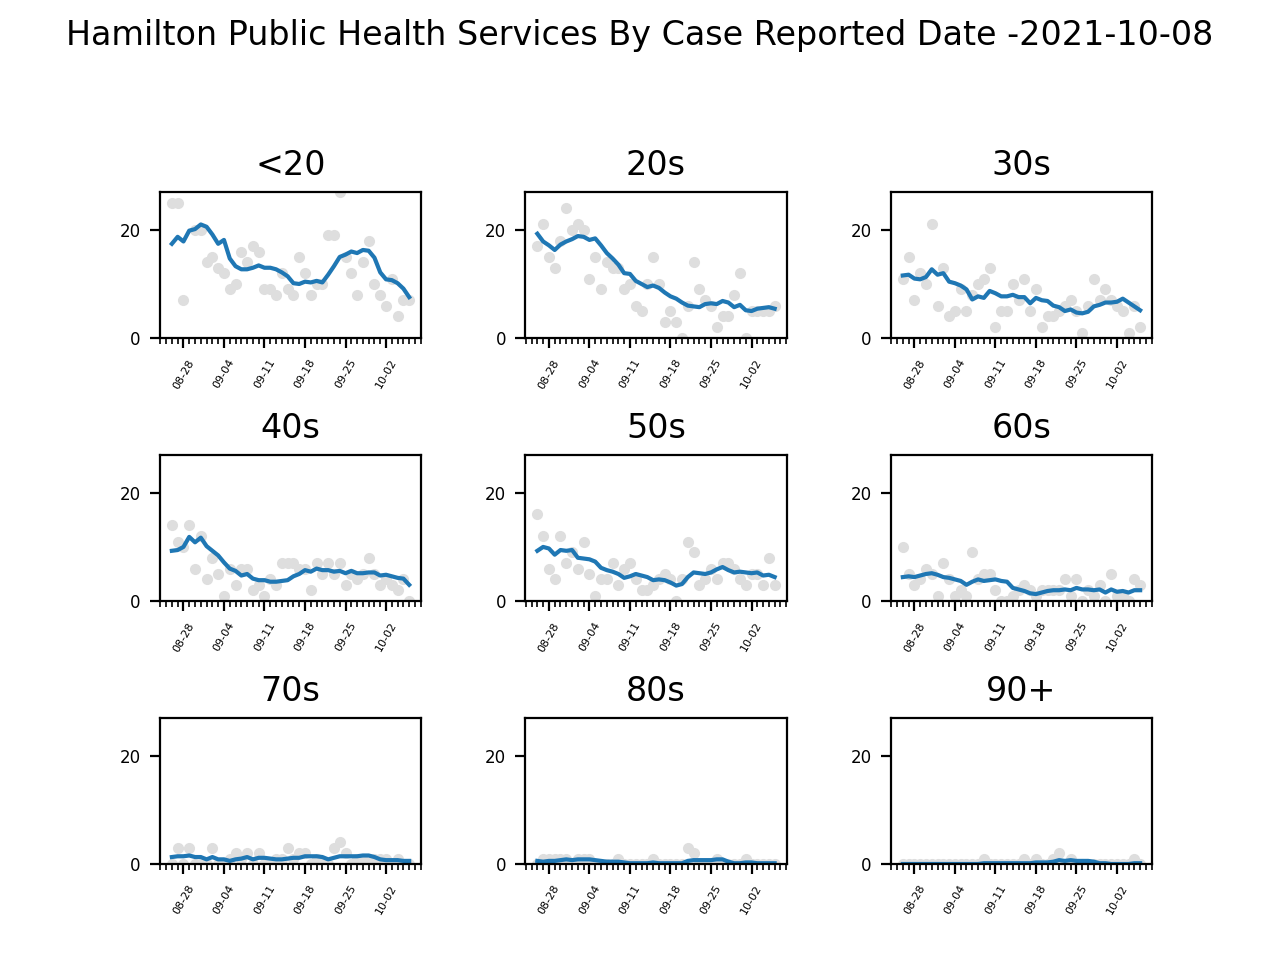 Hamilton Public Health Services By Case Reported Date -2021-10-08
<20 20s 30s
20 20 20
0 0 0
08-28 09-04 09-11 09-18 09-25 10-02 08-28 09-04 09-11 09-18 09-25 10-02 08-28 09-04 09-11 09-18 09-25 10-02
40s 50s 60s
20 20 20
0 0 0
08-28 09-04 09-11 09-18 09-25 10-02 08-28 09-04 09-11 09-18 09-25 10-02 08-28 09-04 09-11 09-18 09-25 10-02
70s 80s 90+
20 20 20
0 0 0
08-28 09-04 09-11 09-18 09-25 10-02 08-28 09-04 09-11 09-18 09-25 10-02 08-28 09-04 09-11 09-18 09-25 10-02